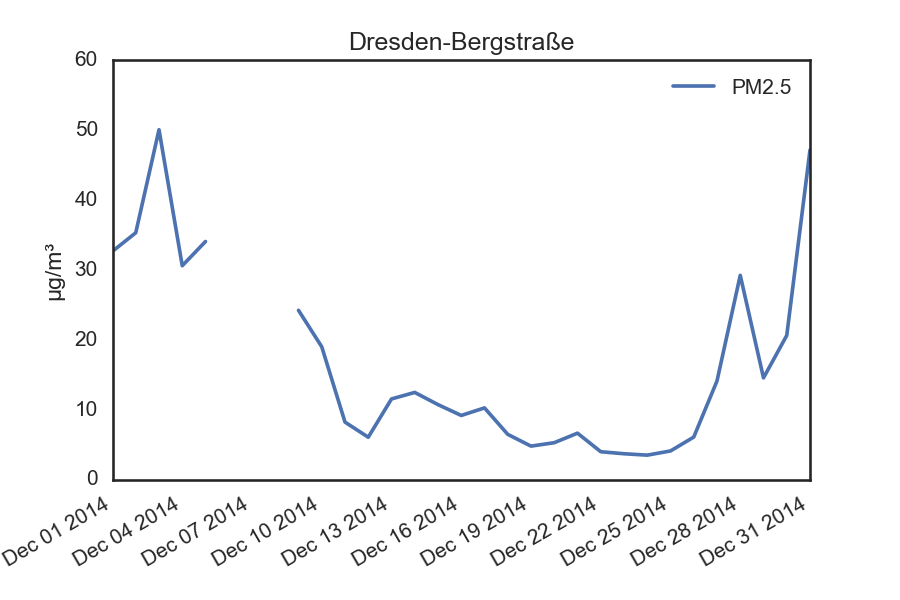 Dresden-Bergstraße
60
50
40
30
20
10
0
µg/m³
PM2.5
Dec 01 2014
Dec 04 2014
Dec 07 2014
Dec 10 2014
Dec 13 2014
Dec 16 2014
Dec 19 2014
Dec 22 2014
Dec 25 2014
Dec 28 2014
Dec 31 2014